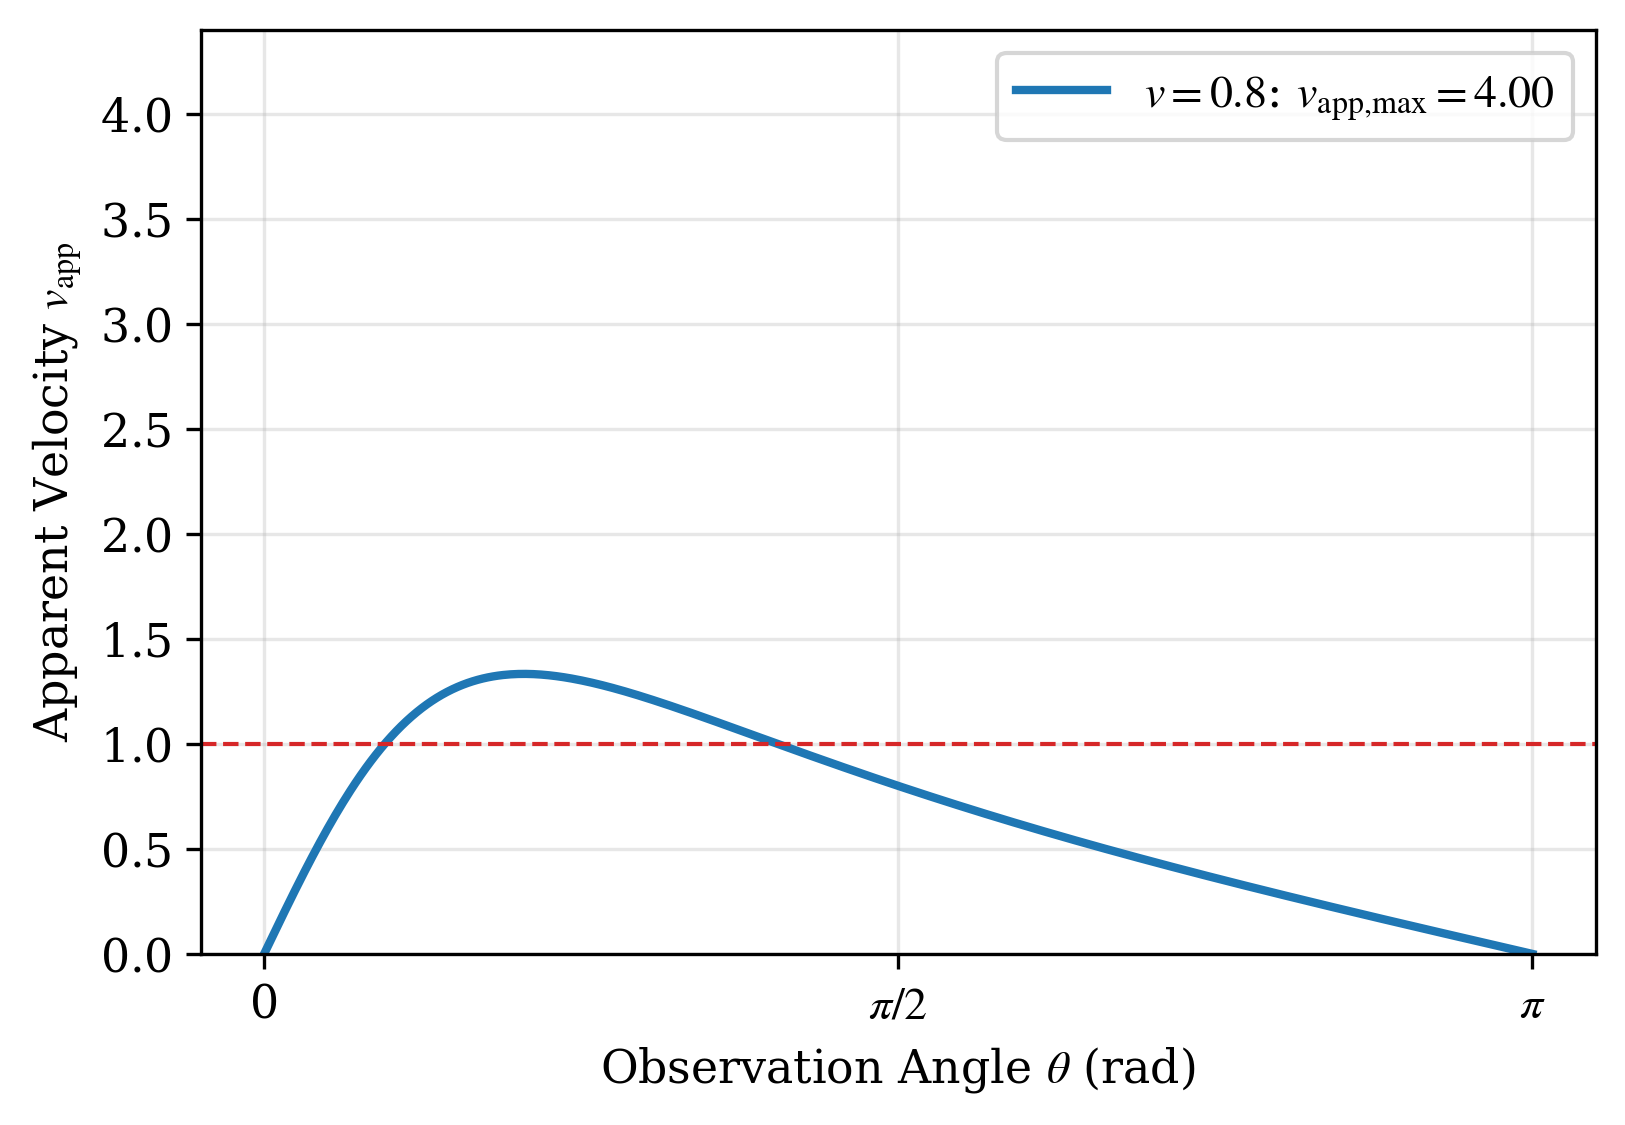 v = 0.8: v_app,max = 4.00
Apparent Velocity v_app
4.0
3.5
3.0
2.5
2.0
1.5
1.0
0.5
0.0
0
π/2
π
Observation Angle θ (rad)